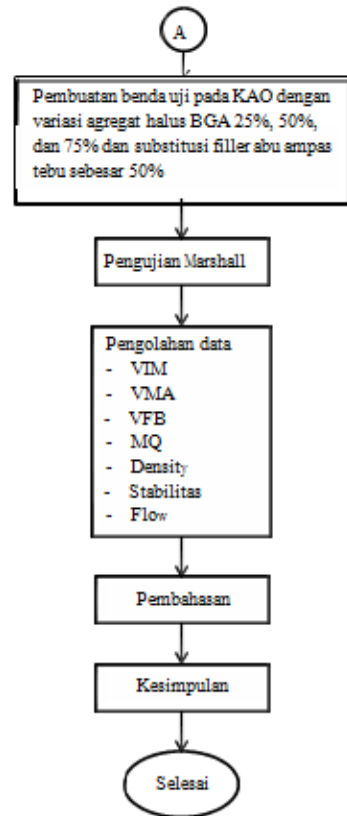 A
Pembuatan benda uji pada KAO dengan
variasi agregat halus BGA 25%, 50%,
dan 75% dan substitusi filler abu ampas
tebu sebesar 50%
Pengujian Marshall
Pengolahan data
- VIM
- VMA
- VFB
- MQ
- Density
- Stabilitas
- Flow
Pembahasan
Kesimpulan
Selesai